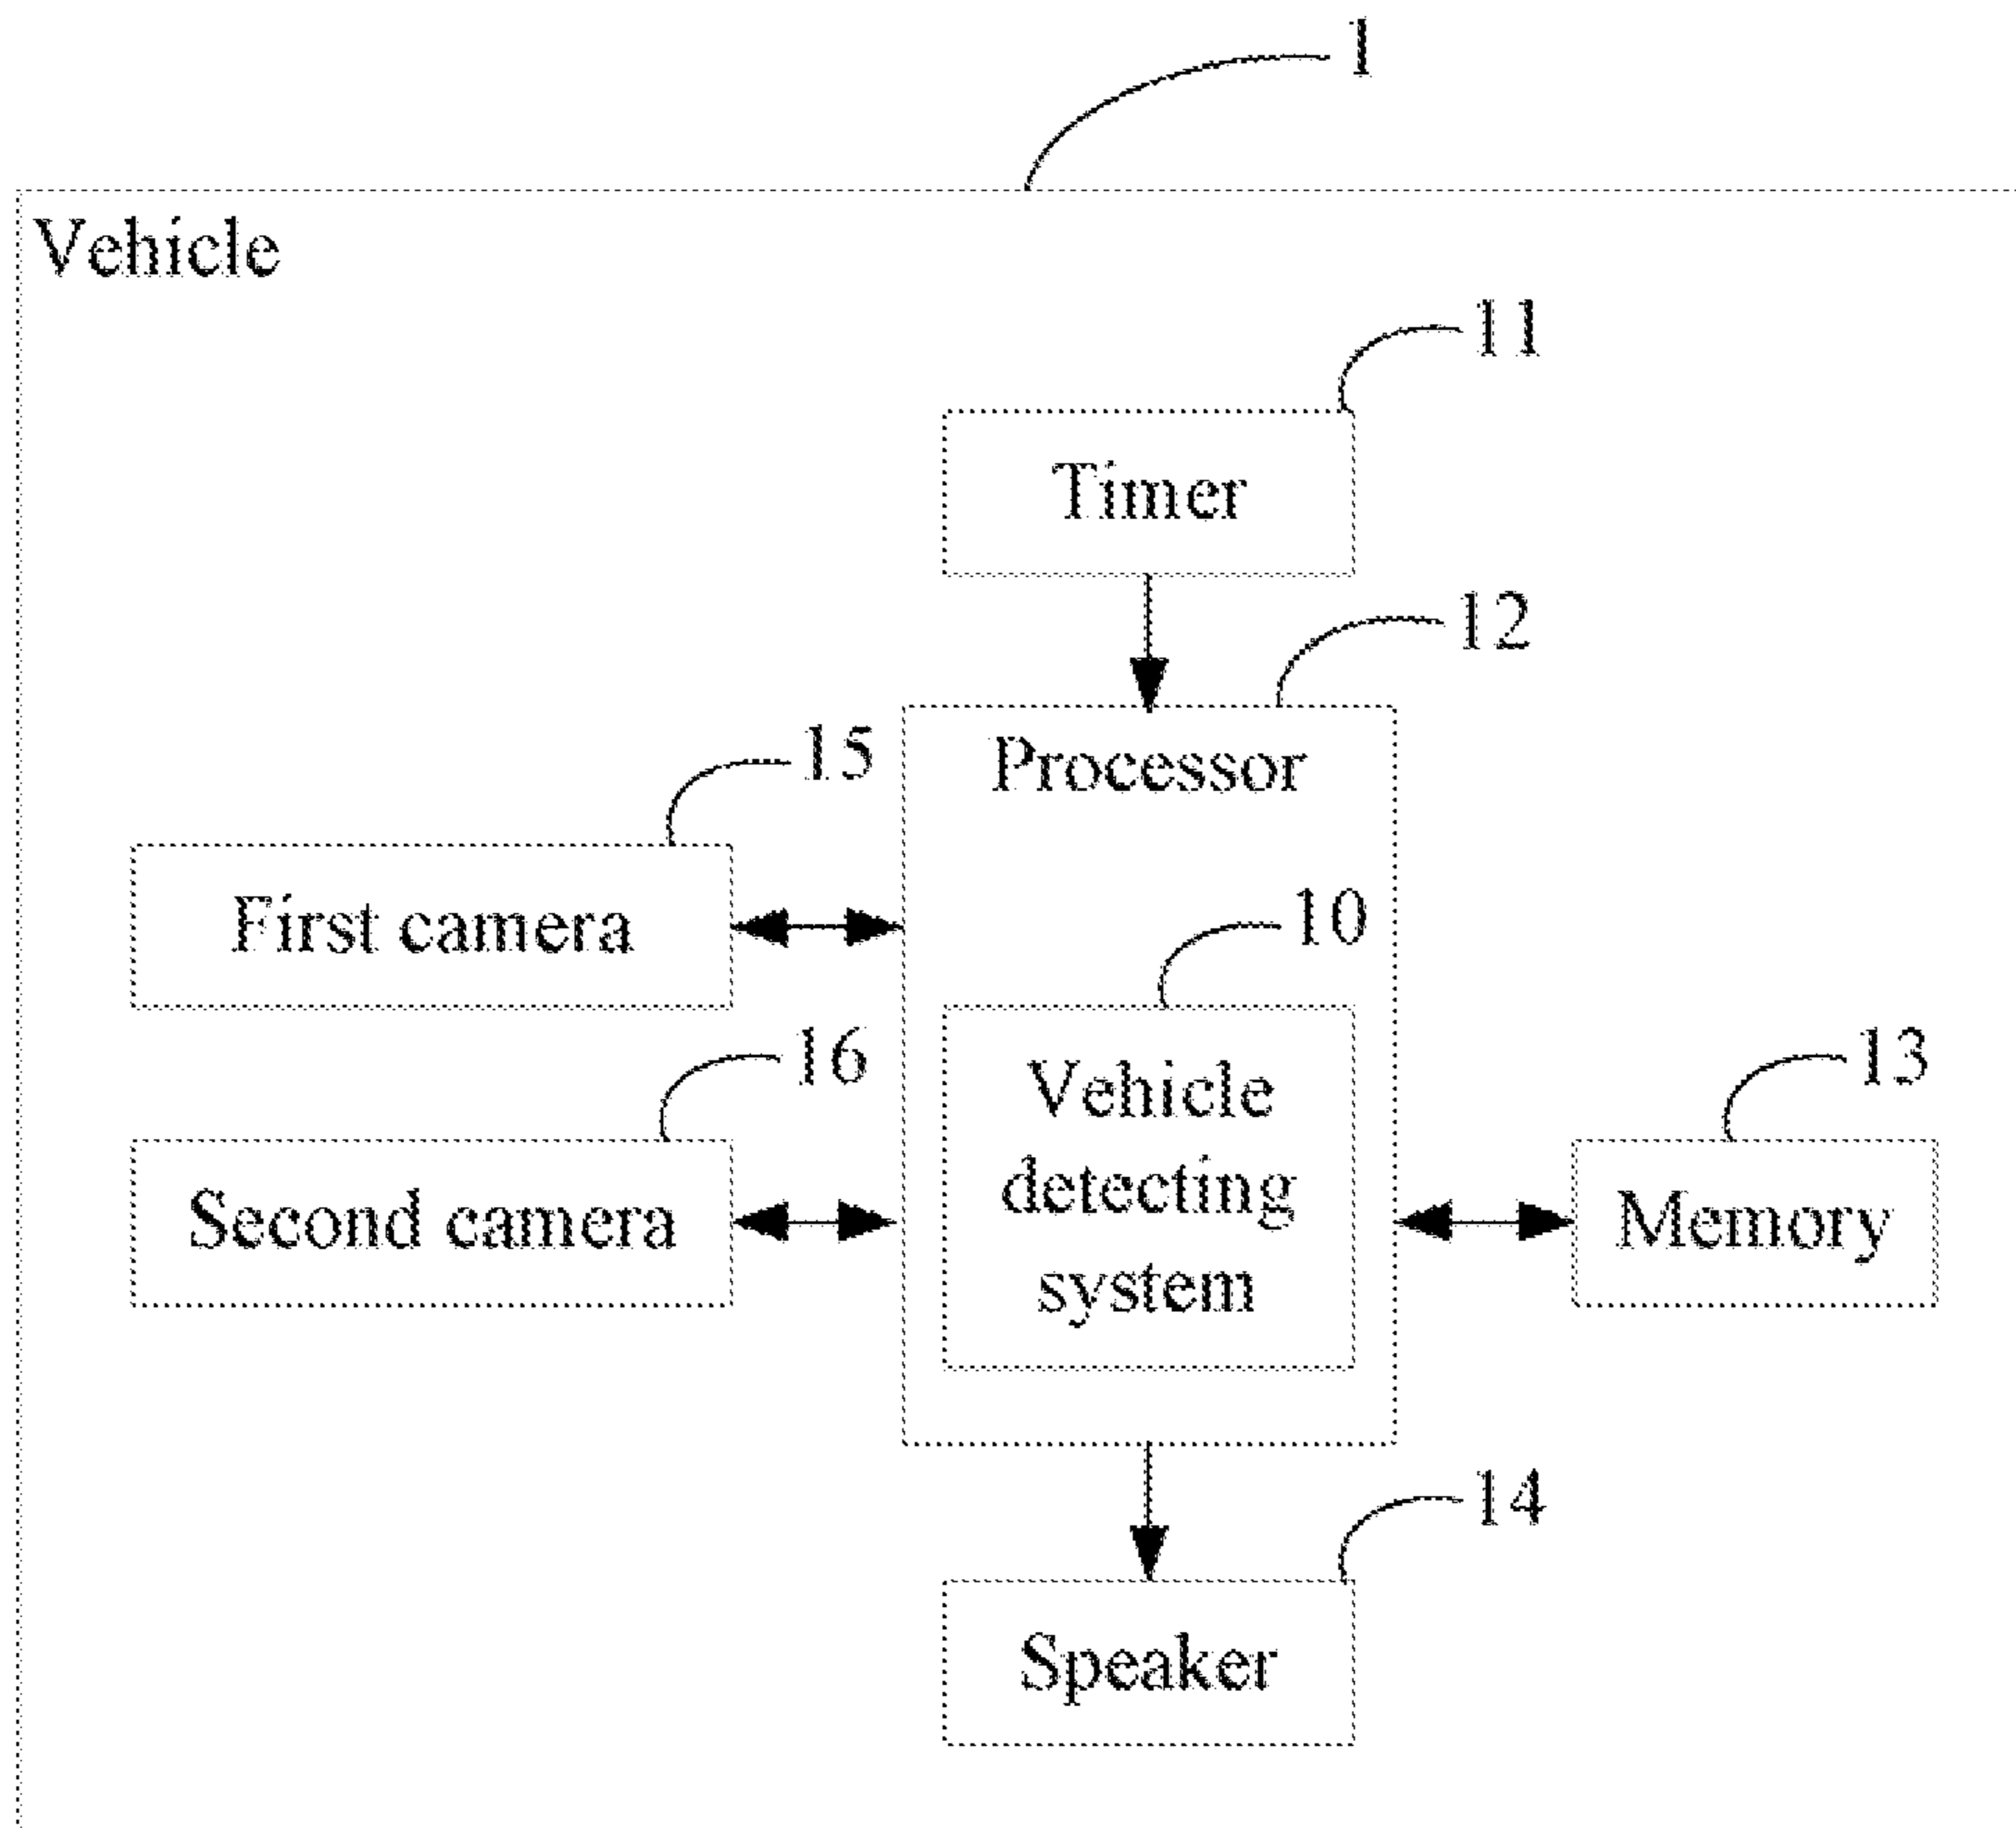 1
Vehicle
11
Timer
12
Processor
15
First camera
10
Vehicle
detecting
system
16
Second camera
13
Memory
14
Speaker